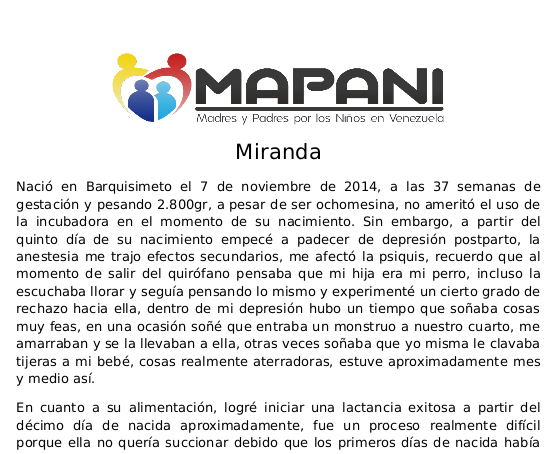 MAPANI
Madres y Padres por los Niños en Venezuela
Miranda
Nació en Barquisimeto el 7 de noviembre de 2014, a las 37 semanas de
gestación y pesando 2.800gr, a pesar de ser ochomesina, no ameritó el uso de
la incubadora en el momento de su nacimiento. Sin embargo, a partir del
quinto día de su nacimiento empecé a padecer de depresión postparto, la
anestesia me trajo efectos secundarios, me afectó la psiquis, recuerdo que al
momento de salir del quirófano pensaba que mi hija era mi perro, incluso la
escuchaba llorar y seguía pensando lo mismo y experimenté un cierto grado de
rechazo hacia ella, dentro de mi depresión hubo un tiempo que soñaba cosas
muy feas, en una ocasión soñé que entraba un monstruo a nuestro cuarto, me
amarraban y se la llevaban a ella, otras veces soñaba que yo misma le clavaba
tijeras a mi bebé, cosas realmente aterradoras, estuve aproximadamente mes
y medio así.
En cuanto a su alimentación, logré iniciar una lactancia exitosa a partir del
décimo día de nacida aproximadamente, fue un proceso realmente difícil
porque ella no quería succionar debido que los primeros días de nacida había